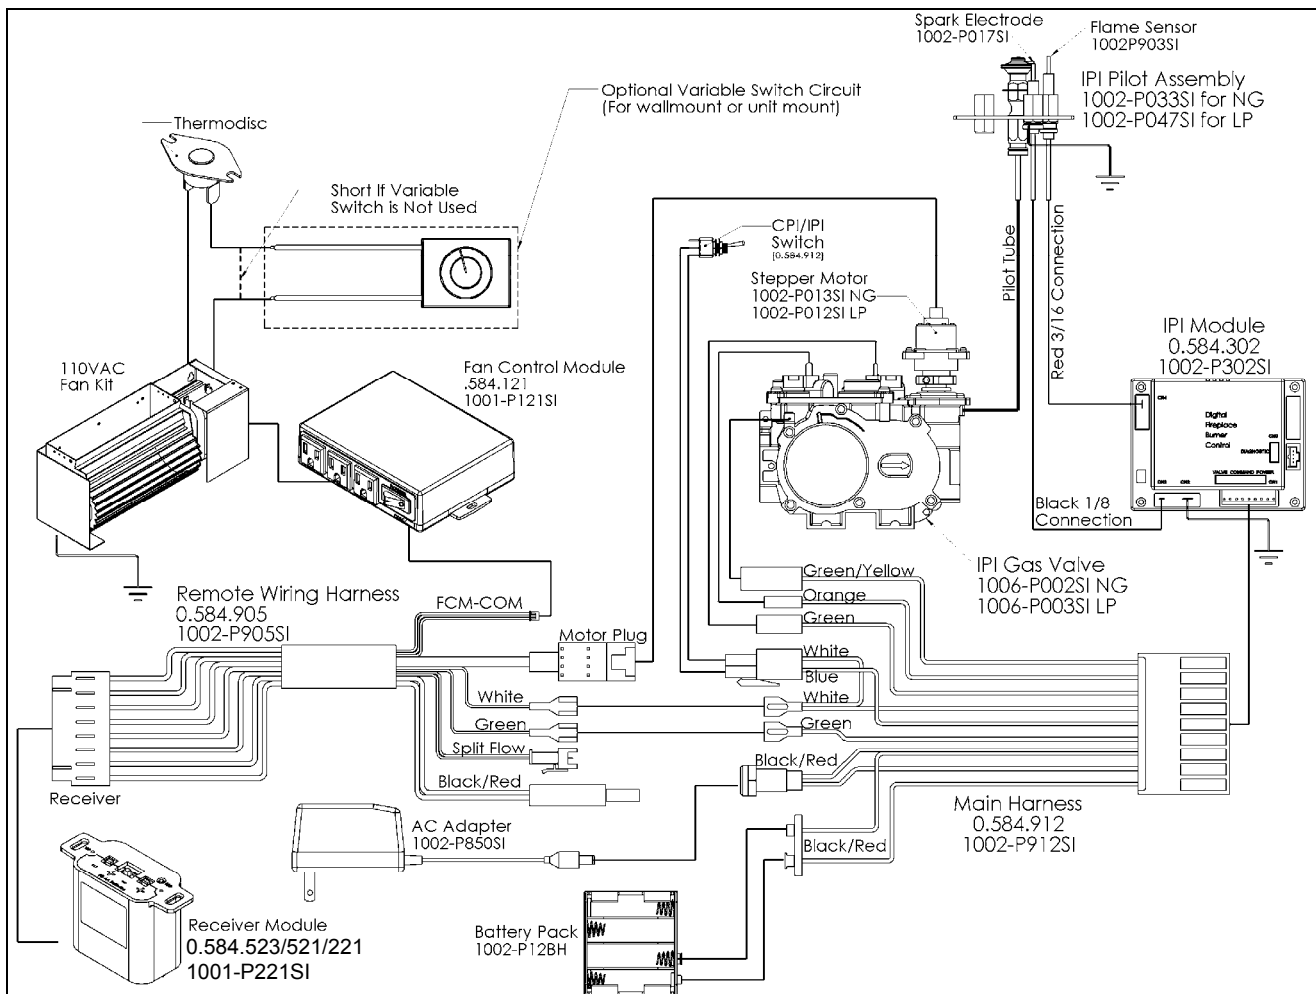 Spark Electrode
1002-P017SI
Flame Sensor
1002P903SI
IPI Pilot Assembly
1002-P033SI for NG
1002-P047SI for LP
Optional Variable Switch Circuit
(For wallmount or unit mount)
Thermodisc
Short If Variable
Switch is Not Used
CPI/IPI
Switch
[0.584.912]
Stepper Motor
1002-P013SI NG
1002-P012SI LP
Pilot Tube
Red 3/16 Connection
IPI Module
0.584.302
1002-P302SI
110VAC
Fan Kit
Fan Control Module
.584.121
1001-P121SI
Digital
Fireplace
Burner
Control
DIAGNOSTIC
VALVE COMMAND POWER
Black 1/8
Connection
IPI Gas Valve
1006-P002SI NG
1006-P003SI LP
Remote Wiring Harness
0.584.905
1002-P905SI
FCM-COM
Motor Plug
White
Green
Split Flow
Black/Red
Green/Yellow
Orange
Green
White
Blue
White
Green
Black/Red
Black/Red
Receiver
Main Harness
0.584.912
1002-P912SI
AC Adapter
1002-P850SI
Receiver Module
0.584.523/521/221
1001-P221SI
Battery Pack
1002-P12BH